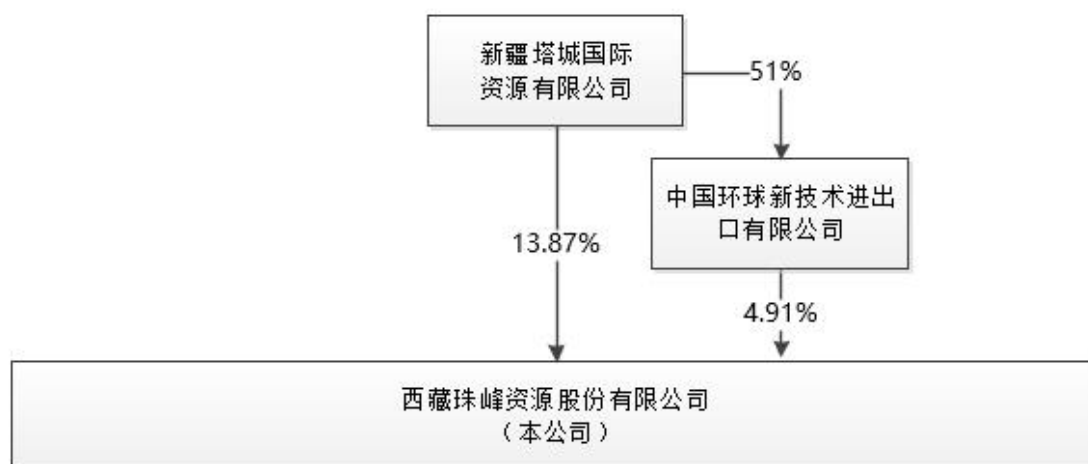 新疆塔城国际
资源有限公司
51%
中国环球新技术进出
口有限公司
13.87%
4.91%
西藏珠峰资源股份有限公司
（本公司）